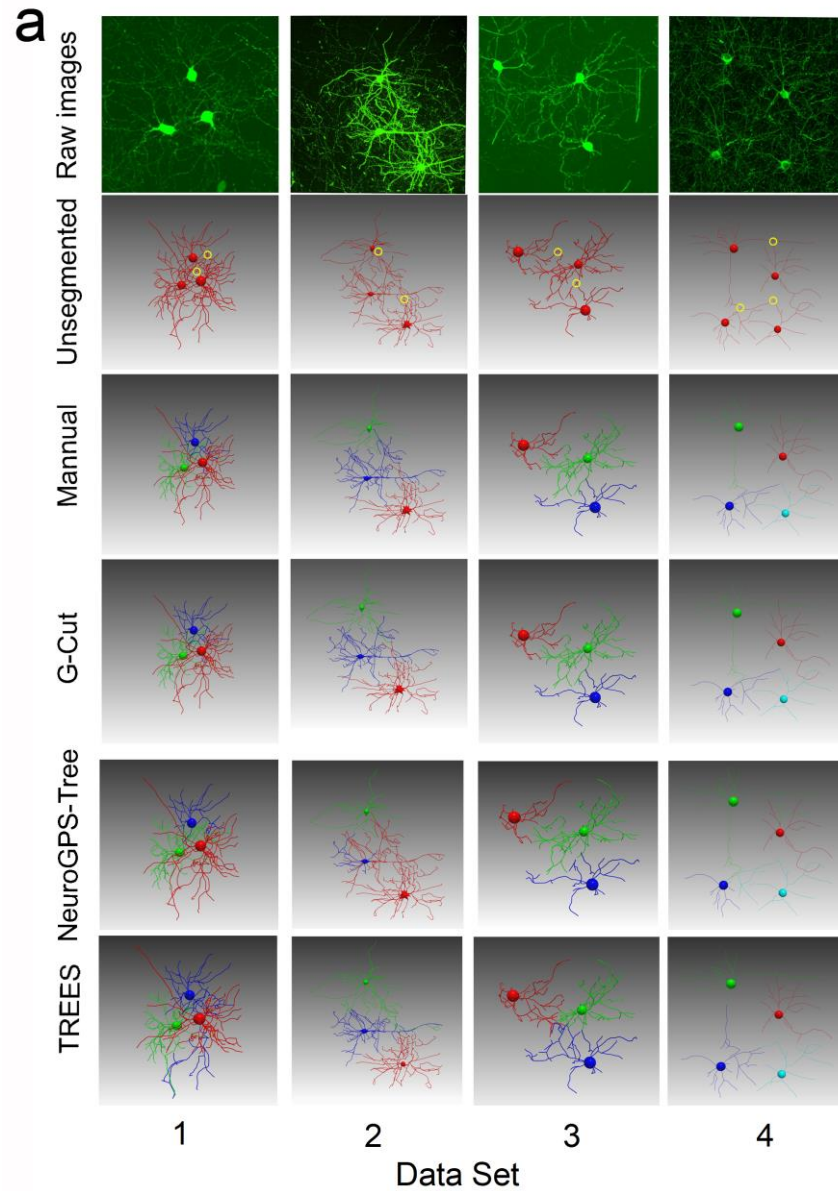 a
Raw images
Unsegmented
Mannual
G-Cut
NeuroGPS-Tree
TREES
1 2 3 4
Data Set